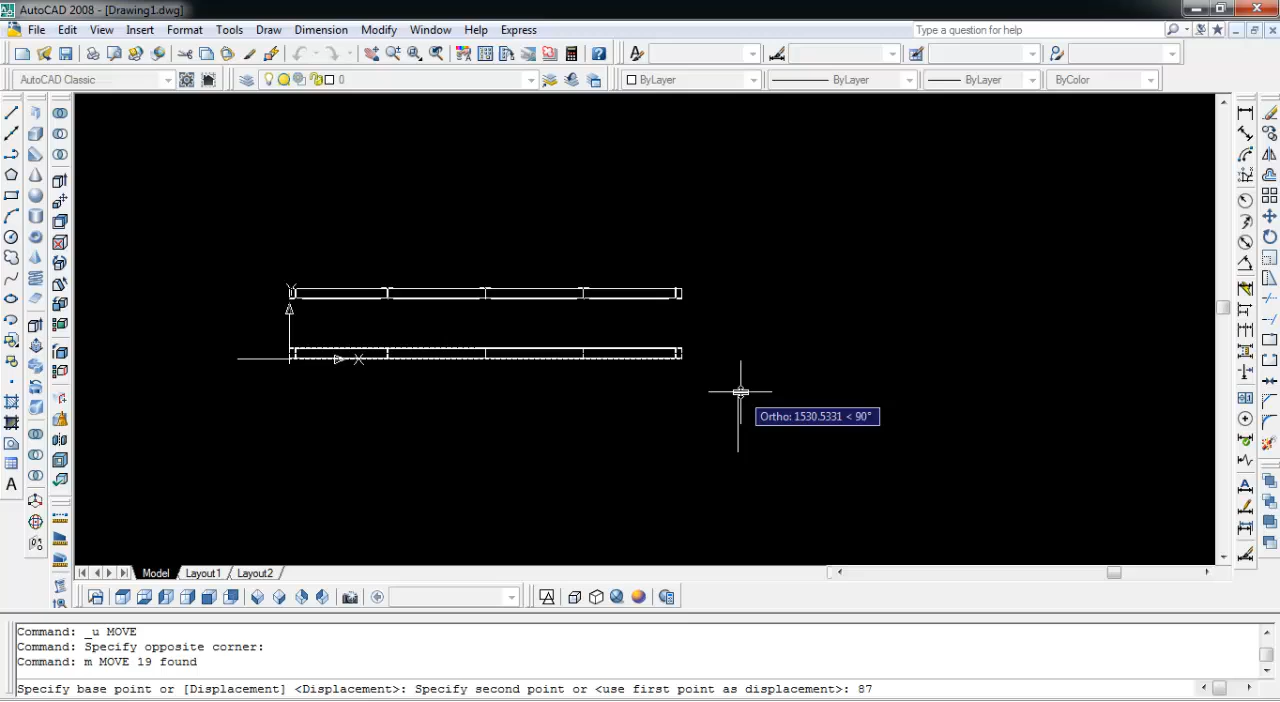 AutoCAD 2008 - [Drawing1.dwg]
File Edit View Insert Format Tools Draw Dimension Modify Window Help Express
Type a question for help
AutoCAD Classic
0
ByLayer
ByLayer
ByLayer
ByColor
X
Ortho: 1530.5331 < 90°
A
A
Model Layout1 Layout2
Command: _u MOVE
Command: Specify opposite corner:
Command: m MOVE 19 found
Specify base point or [Displacement] <Displacement>: Specify second point or <use first point as displacement>: 87